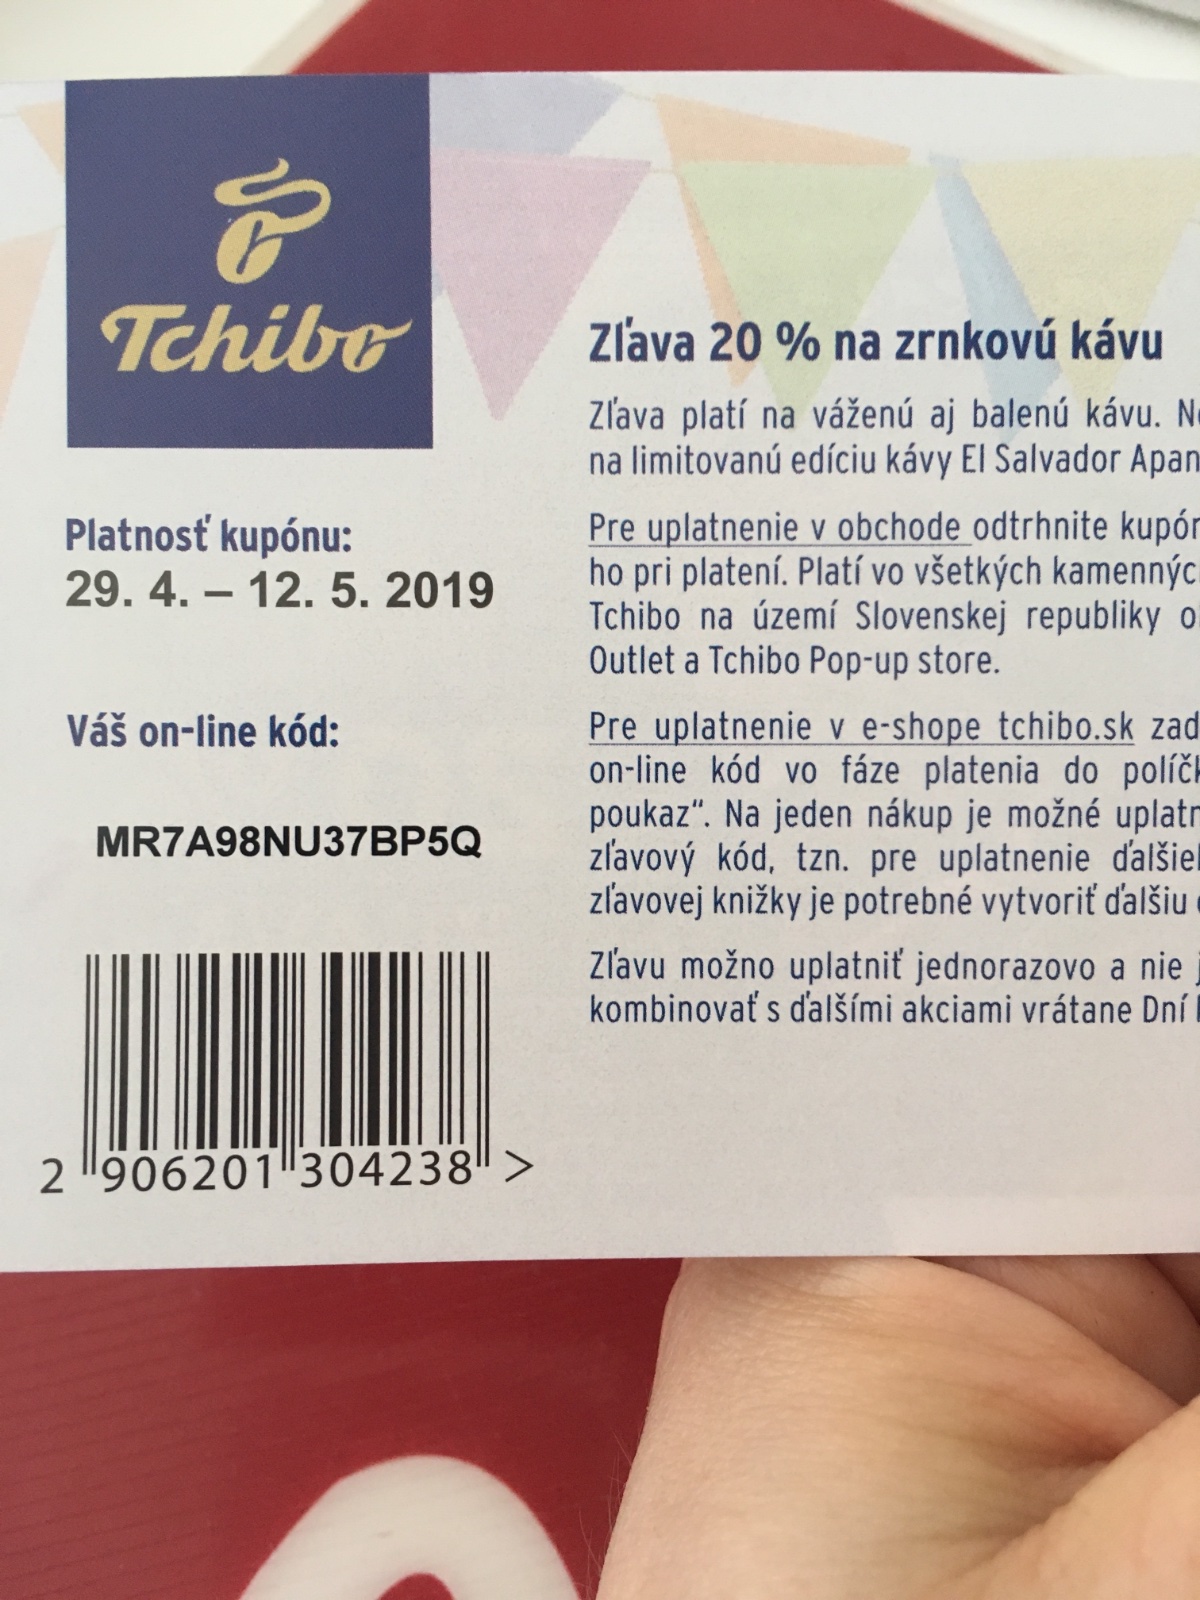 Tchibo
Platnosť kupónu:
29. 4. – 12. 5. 2019
Váš on-line kód:
MR7A98NU37BP5Q
2 906201 304238 >
Zľava 20 % na zrnkovú kávu
Zľava platí na váženú aj balenú kávu.
na limitovanú edíciu kávy El Salvador
Pre uplatnenie v obchode odtrhnite
ho pri platení. Platí vo všetkých
Tchibo na území Slovenskej republiky
Outlet a Tchibo Pop-up store.
Pre uplatnenie v e-shope tchibo.sk
on-line kód vo fáze platenia do
poukaz“. Na jeden nákup je možné
zľavový kód, tzn. pre uplatnenie
zľavovej knižky je potrebné vytvoriť ďalšiu
Zľavu možno uplatniť jednorazovo a nie
kombinovať s ďalšími akciami vrátane Dní